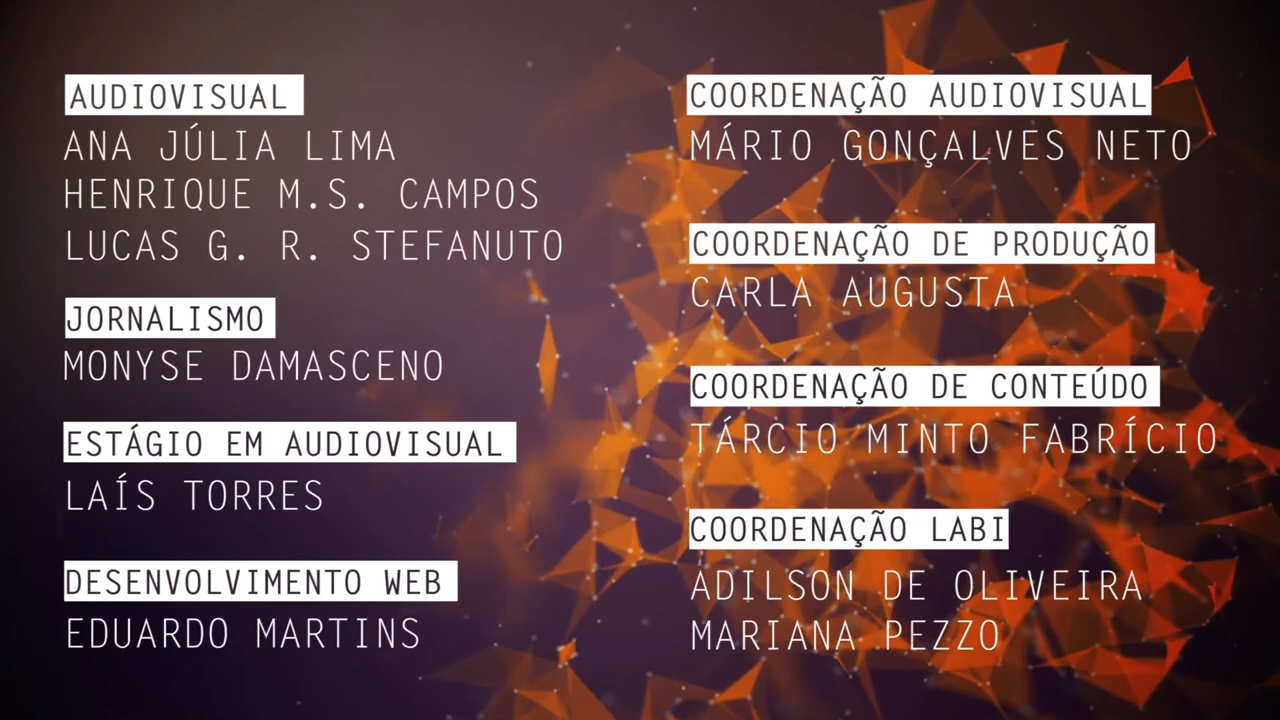 AUDIOVISUAL
ANA JÚLIA LIMA
HENRIQUE M.S. CAMPOS
LUCAS G. R. STEFANUTO
JORNALISMO
MONYSE DAMASCENO
ESTÁGIO EM AUDIOVISUAL
LAÍS TORRES
DESENVOLVIMENTO WEB
EDUARDO MARTINS
COORDENAÇÃO AUDIOVISUAL
MÁRIO GONÇALVES NETO
COORDENAÇÃO DE PRODUÇÃO
CARLA AUGUSTA
COORDENAÇÃO DE CONTEÚDO
TÁRCIO MINTO FABRÍCIO
COORDENAÇÃO LABI
ADILSON DE OLIVEIRA
MARIANA PEZZO